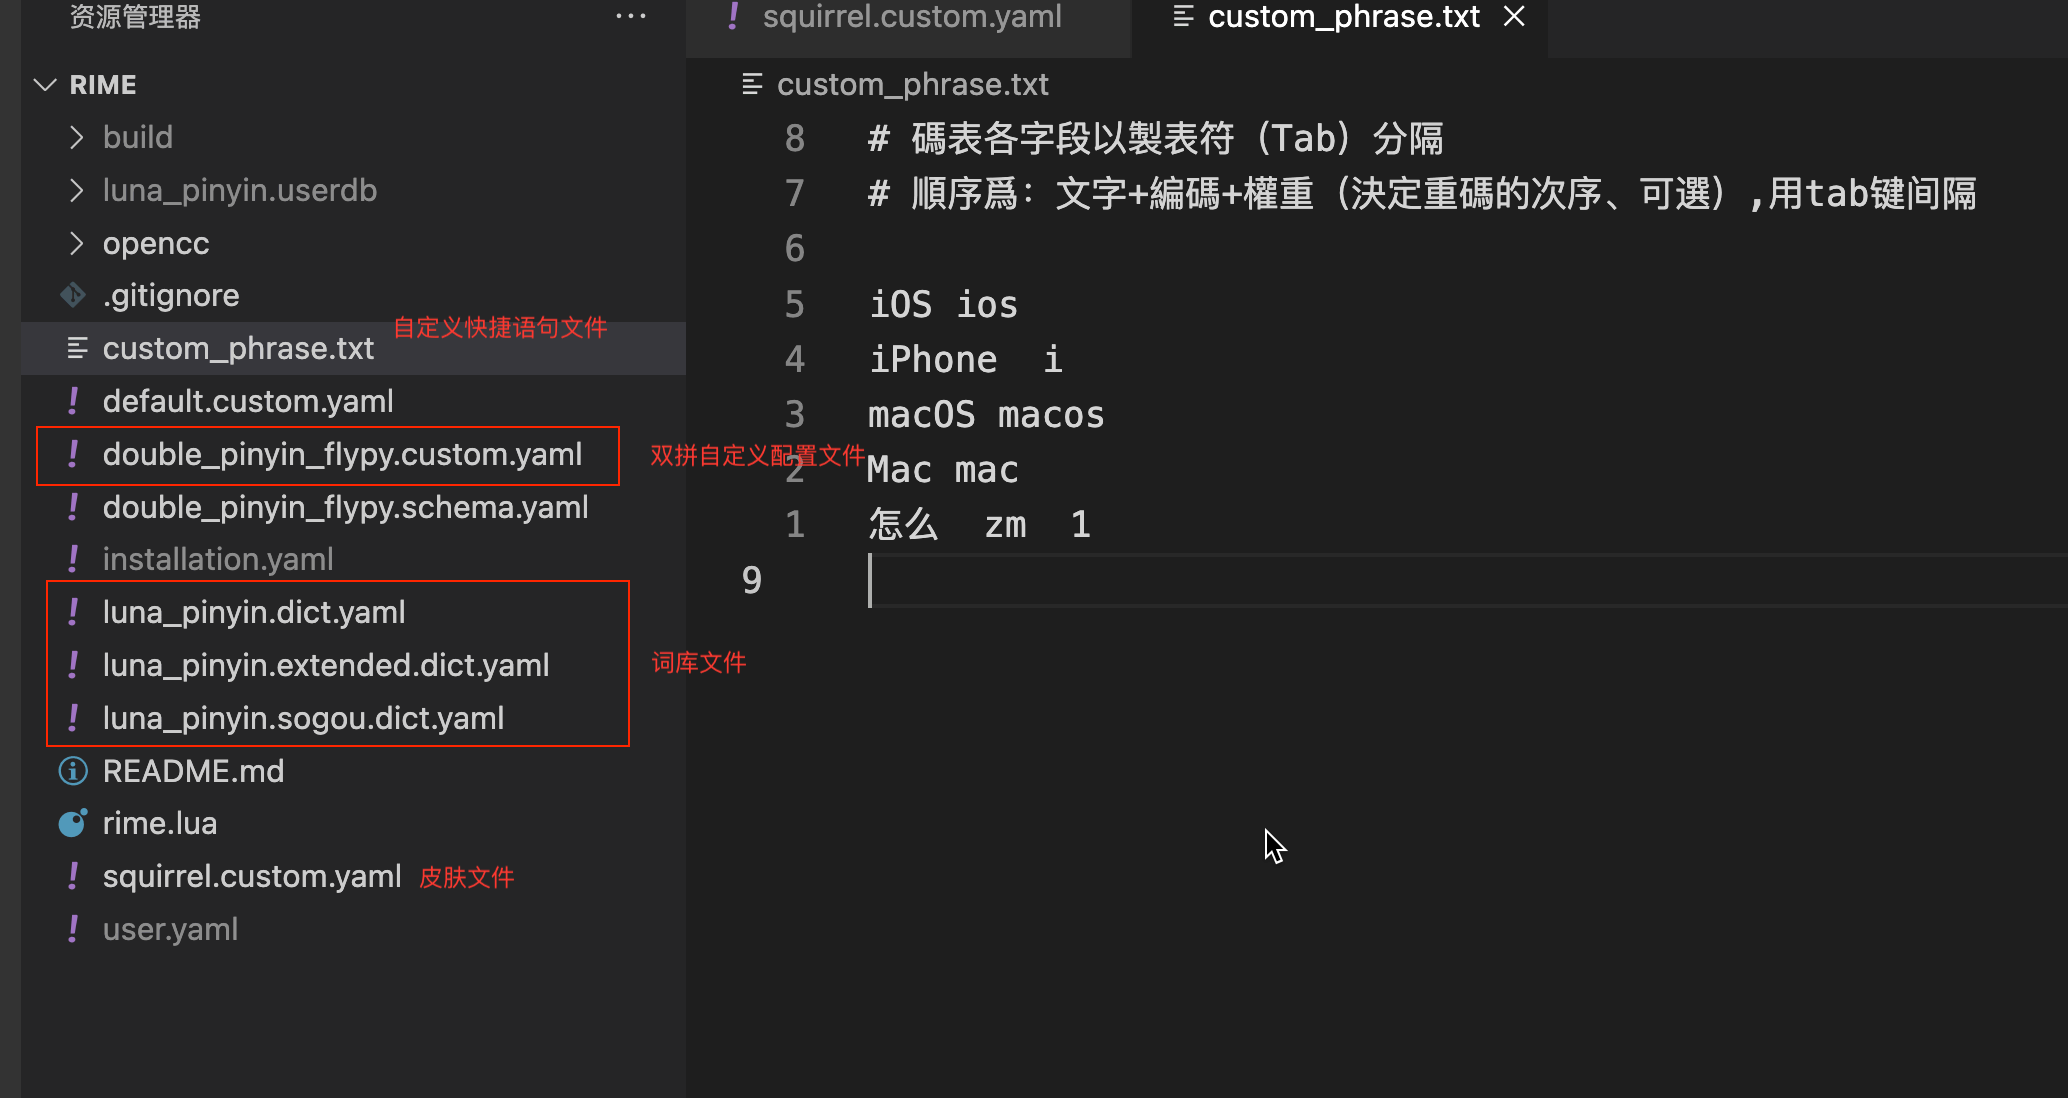 资源管理器
RIME
build
luna_pinyin.userdb
opencc
.gitignore
自定义快捷语句文件
custom_phrase.txt
default.custom.yaml
double_pinyin_flypy.custom.yaml
双拼自定义配置文件
double_pinyin_flypy.schema.yaml
installation.yaml
luna_pinyin.dict.yaml
luna_pinyin.extended.dict.yaml
词库文件
luna_pinyin.sogou.dict.yaml
README.md
rime.lua
squirrel.custom.yaml 皮肤文件
user.yaml
squirrel.custom.yaml
custom_phrase.txt
custom_phrase.txt
8 # 碼表各字段以製表符（Tab）分隔
7 # 順序爲：文字+編碼+權重（決定重碼的次序、可選）,用tab键间隔
6
5 iOS ios
4 iPhone i
3 macOS macos
2 Mac mac
1 怎么 zm 1
9